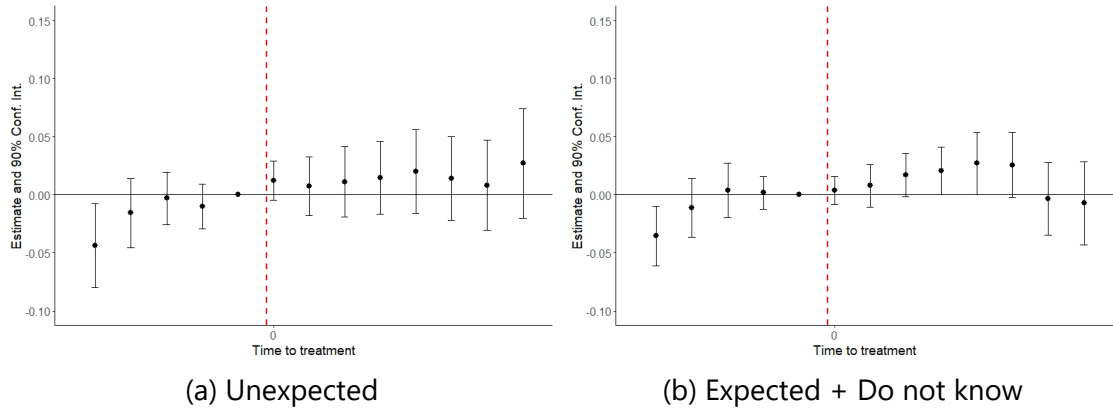 0.15
0.10
0.05
0.00
-0.05
-0.10
Estimate and 90% Conf. Int.
0
Time to treatment
(a) Unexpected
0.15
0.10
0.05
0.00
-0.05
-0.10
Estimate and 90% Conf. Int.
0
Time to treatment
(b) Expected + Do not know